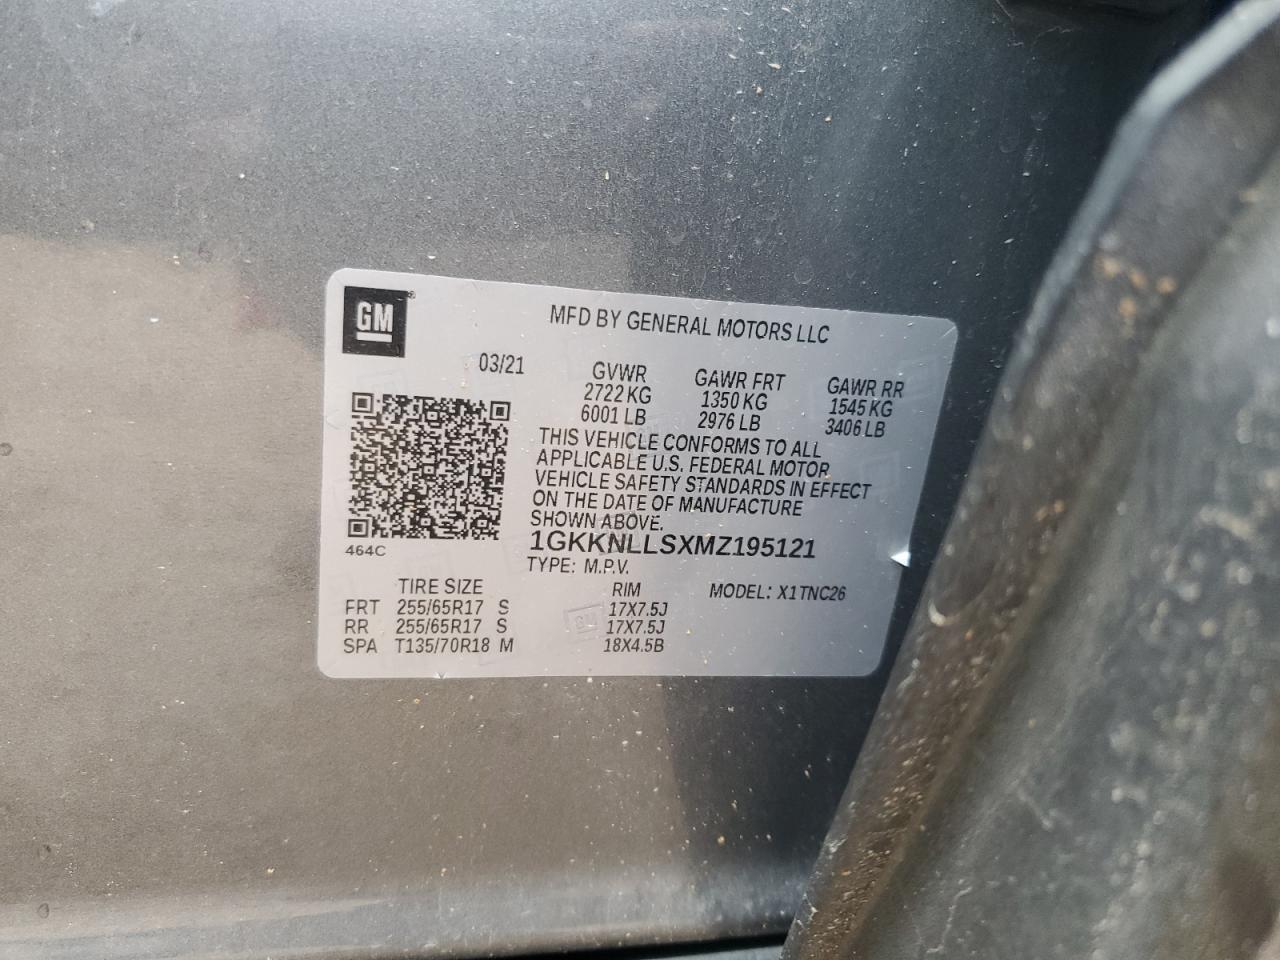 GM
MFD BY GENERAL MOTORS LLC
03/21
GVWR GAWR FRT GAWR RR
2722 KG 1350 KG 1545 KG
6001 LB 2976 LB 3406 LB
THIS VEHICLE CONFORMS TO ALL
APPLICABLE U.S. FEDERAL MOTOR
VEHICLE SAFETY STANDARDS IN EFFECT
ON THE DATE OF MANUFACTURE
SHOWN ABOVE.
464C
1GKKNLLSXMZ195121
TYPE: M.P.V.
TIRE SIZE RIM MODEL: X1TNC26
FRT 255/65R17 S 17X7.5J
RR 255/65R17 S 17X7.5J
SPA T135/70R18 M 18X4.5B